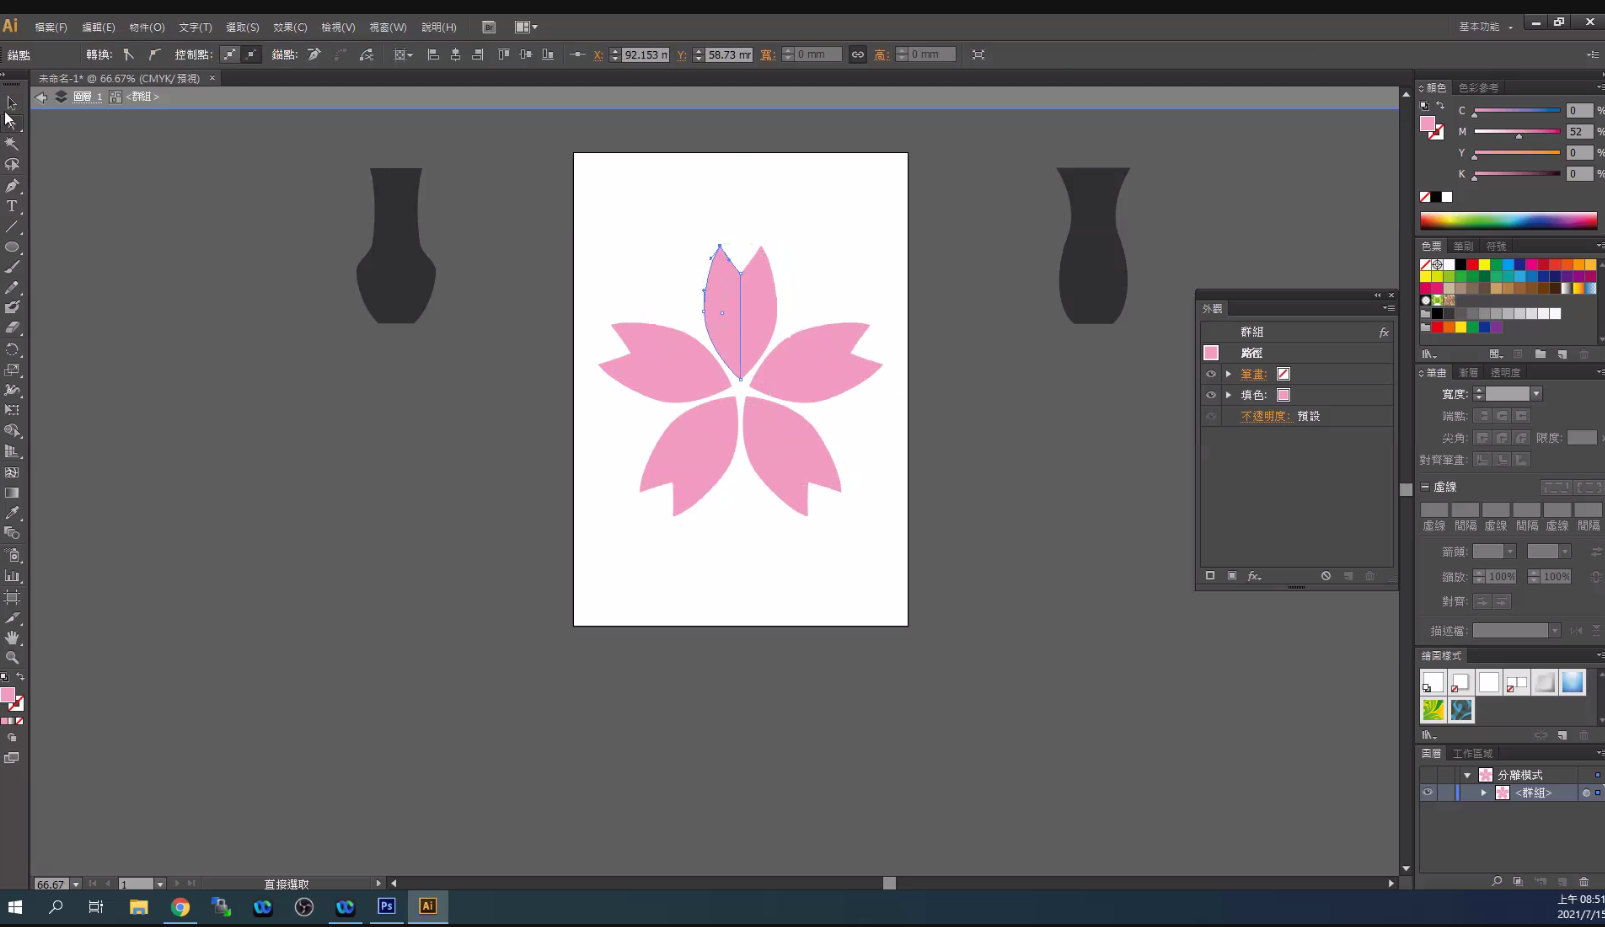 Ai 檔案(F) 編輯(E) 物件(O) 文字(T) 選取(S) 效果(C) 檢視(V) 視窗(W) 說明(H) Br 基本功能
錨點 轉換: 控制點: 錨點: X: 92.153 m Y: 58.73 mm 寬: 0 mm 高: 0 mm
未命名-1* @ 66.67% (CMYK/預視) ×
圖層 1 <群組>
顏色 色彩參考
C 0 %
M 52 %
Y 0 %
K 0 %
色票 筆刷 符號
外觀
群組 fx
路徑
筆畫:
填色:
不透明度: 預設
fx
筆畫 漸層 透明度
寬度:
端點:
尖角: 限度:
對齊筆畫:
虛線
虛線 間隔 虛線 間隔 虛線 間隔
箭頭:
縮放: 100% 100%
對齊:
描述檔:
繪圖樣式
圖層 工作區域
分離模式
<群組>
66.67 1 直接選取
Ps Ai
上午 08:51
2021/7/15